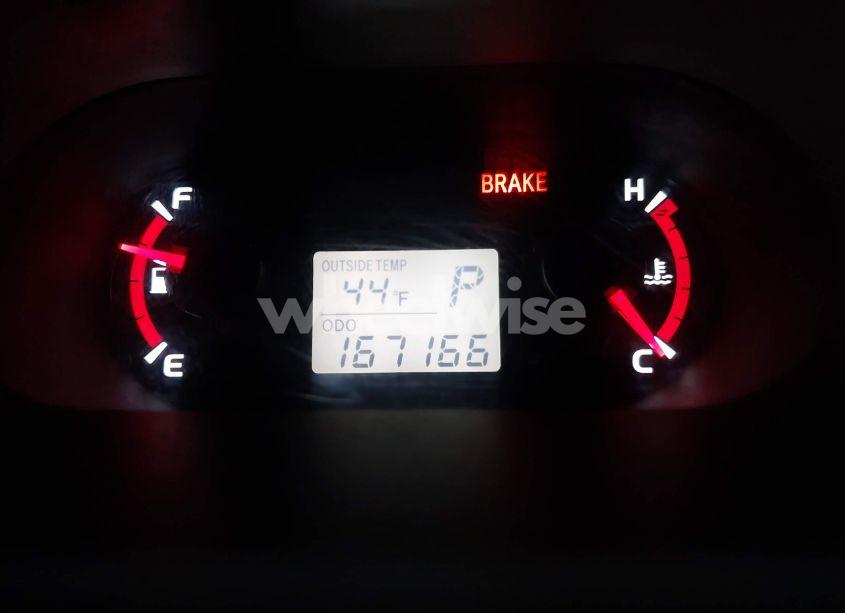 F
H
BRAKE
OUTSIDE TEMP
44°F P
ODO
167166
E
C